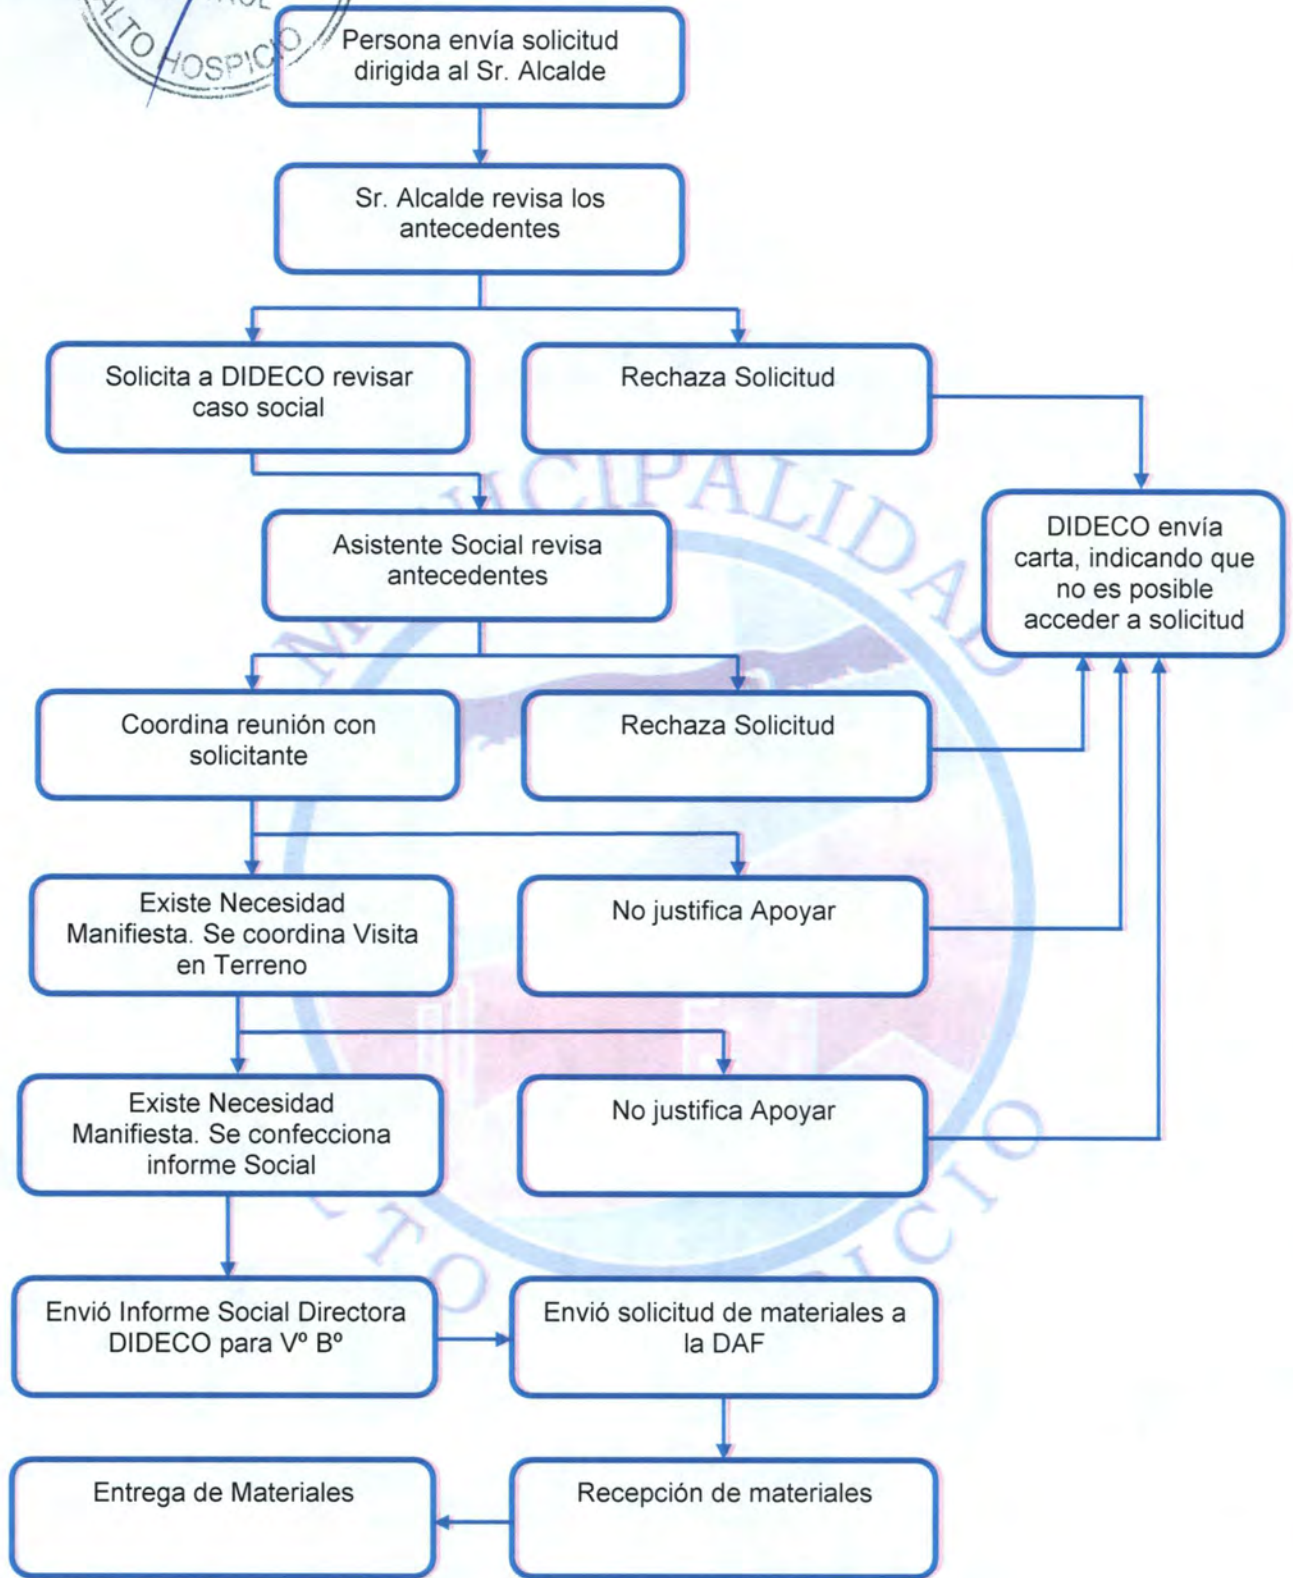 ALTO HOSPICIO
Persona envía solicitud
dirigida al Sr. Alcalde
Sr. Alcalde revisa los
antecedentes
Solicita a DIDECO revisar
caso social
Rechaza Solicitud
MUNICIPALIDAD
Asistente Social revisa
antecedentes
DIDECO envía
carta, indicando que
no es posible
acceder a solicitud
Coordina reunión con
solicitante
Rechaza Solicitud
Existe Necesidad
Manifiesta. Se coordina Visita
en Terreno
No justifica Apoyar
Existe Necesidad
Manifiesta. Se confecciona
informe Social
No justifica Apoyar
Envió Informe Social Directora
DIDECO para Vº Bº
Envió solicitud de materiales a
la DAF
Entrega de Materiales
Recepción de materiales